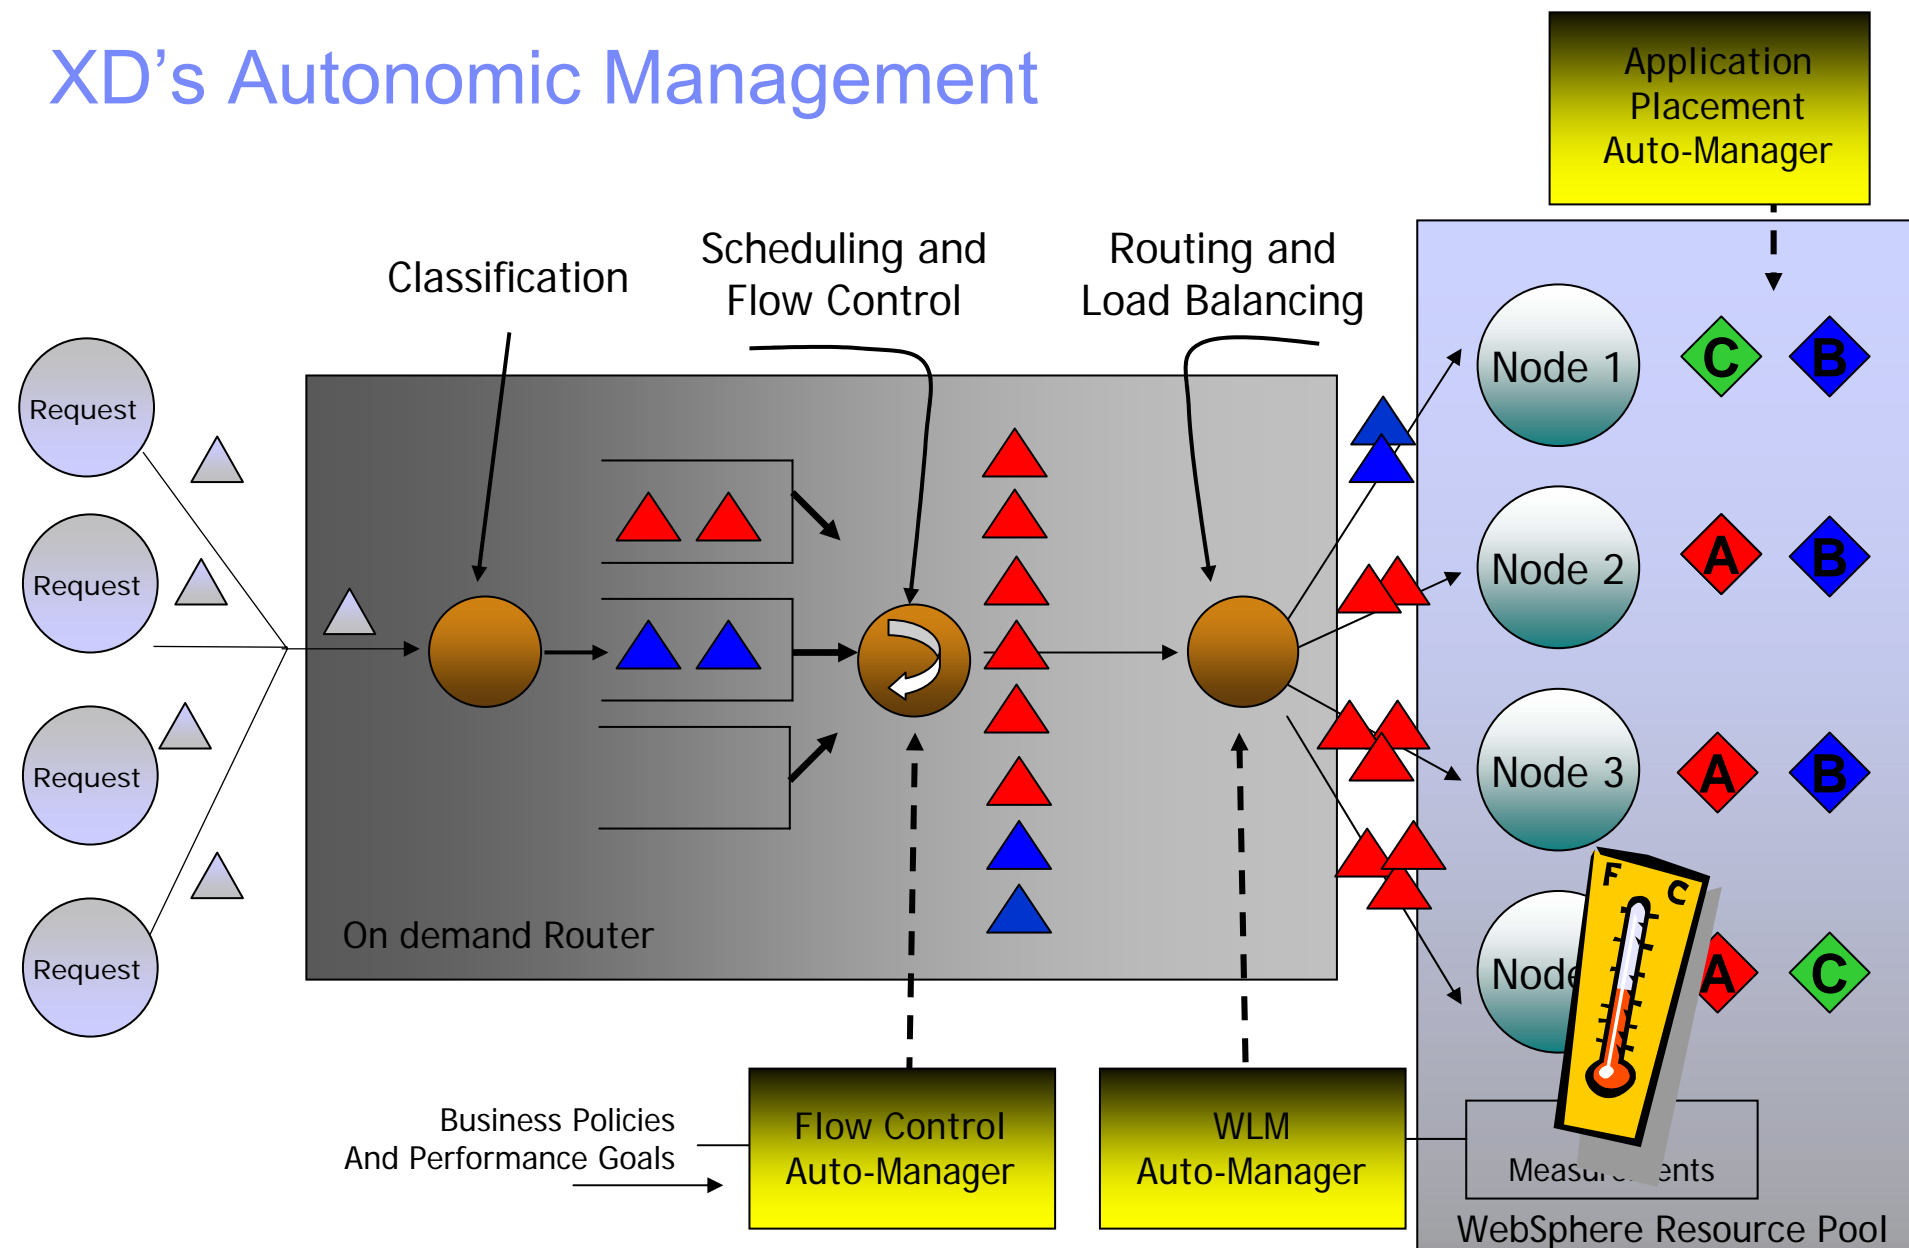 XD's Autonomic Management
Application
Placement
Auto-Manager
Classification
Scheduling and
Flow Control
Routing and
Load Balancing
Request
Request
Request
Request
On demand Router
Node 1
C
B
Node 2
A
B
Node 3
A
B
A
C
F
C
Business Policies
And Performance Goals
Flow Control
Auto-Manager
WLM
Auto-Manager
Measurements
WebSphere Resource Pool